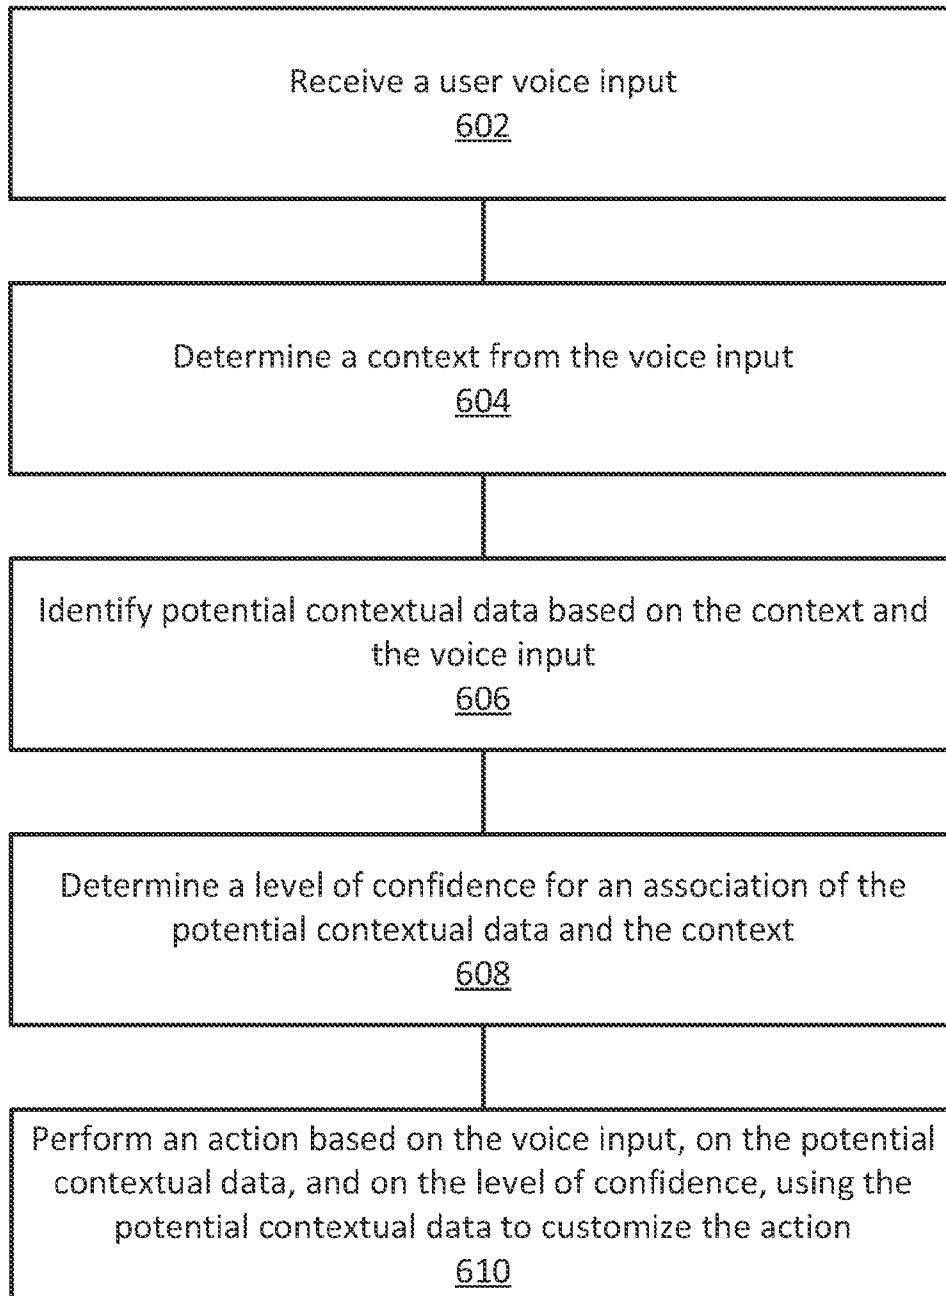 Receive a user voice input
602
Determine a context from the voice input
604
Identify potential contextual data based on the context and
the voice input
606
Determine a level of confidence for an association of the
potential contextual data and the context
608
Perform an action based on the voice input, on the potential
contextual data, and on the level of confidence, using the
potential contextual data to customize the action
610